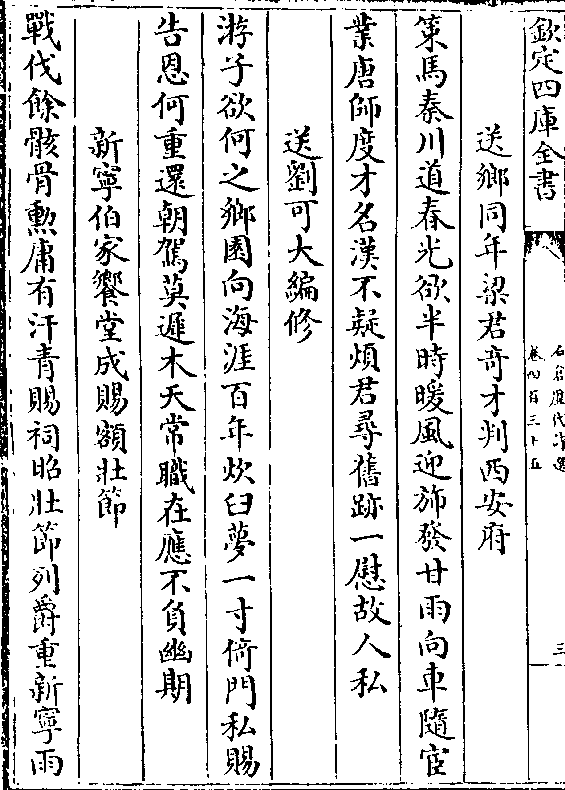 欽定四庫全書
石倉歷代詩選
卷四百三十五
三
送鄉同年梁君奇才判西安府
策馬秦川道春光欲半時暖風迎斾發甘雨向車隨宦
業唐師度才名漢不疑煩君尋舊跡一慰故人私
送劉可大編修
游子欲何之鄉園向海涯百年炊臼夢一寸倚門私賜
告恩何重還朝駕莫遲木天常職在應不負幽期
新寧伯家饗堂成賜額壯節
戰伐餘骸骨勲庸有汗青賜祠昭壯節列爵重新寧雨